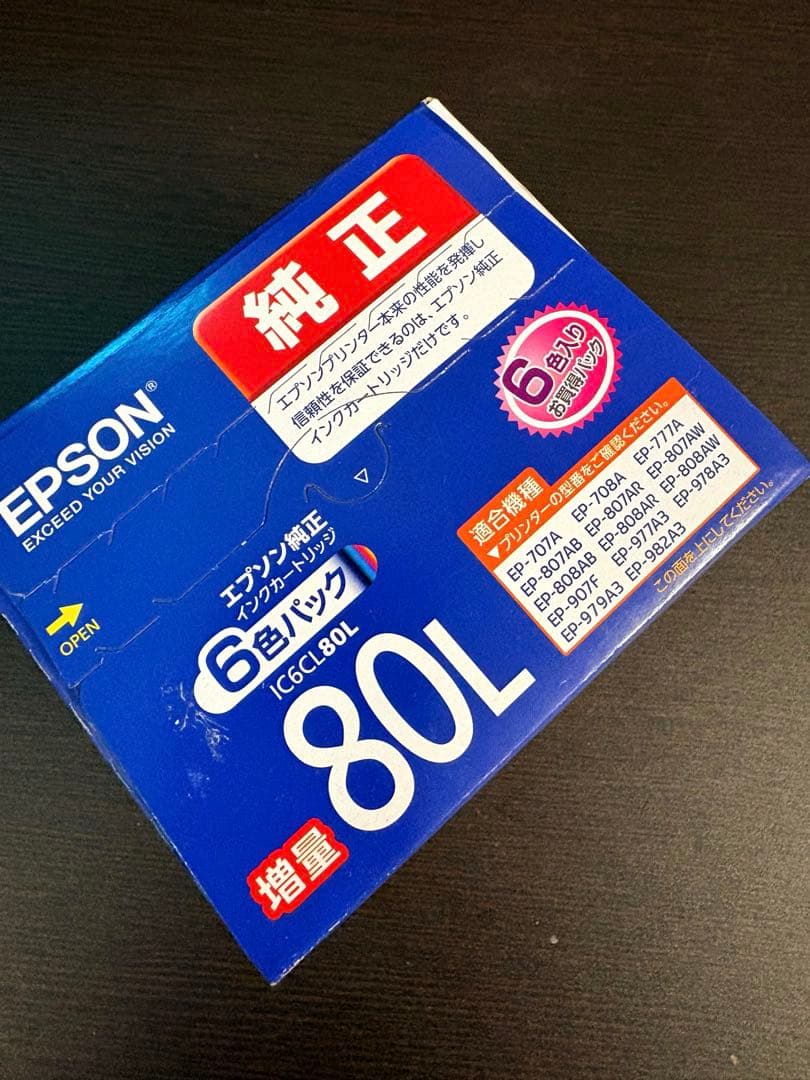 純正
エプソンプリンター本来の性能を発揮し
信頼性を保証できるのは、エプソン純正
インクカートリッジだけです。
6色入り
お買得パック
EPSON®
EXCEED YOUR VISION
OPEN
エプソン純正
インクカートリッジ
6色パック
IC6CL80L
80L
増量
適合機種
▼プリンターの型番をご確認ください。
EP-707A EP-708A EP-777A
EP-807AB EP-807AR EP-807AW
EP-808AB EP-808AR EP-808AW
EP-907F EP-977A3 EP-978A3
EP-979A3 EP-982A3
この面を上にしてください。